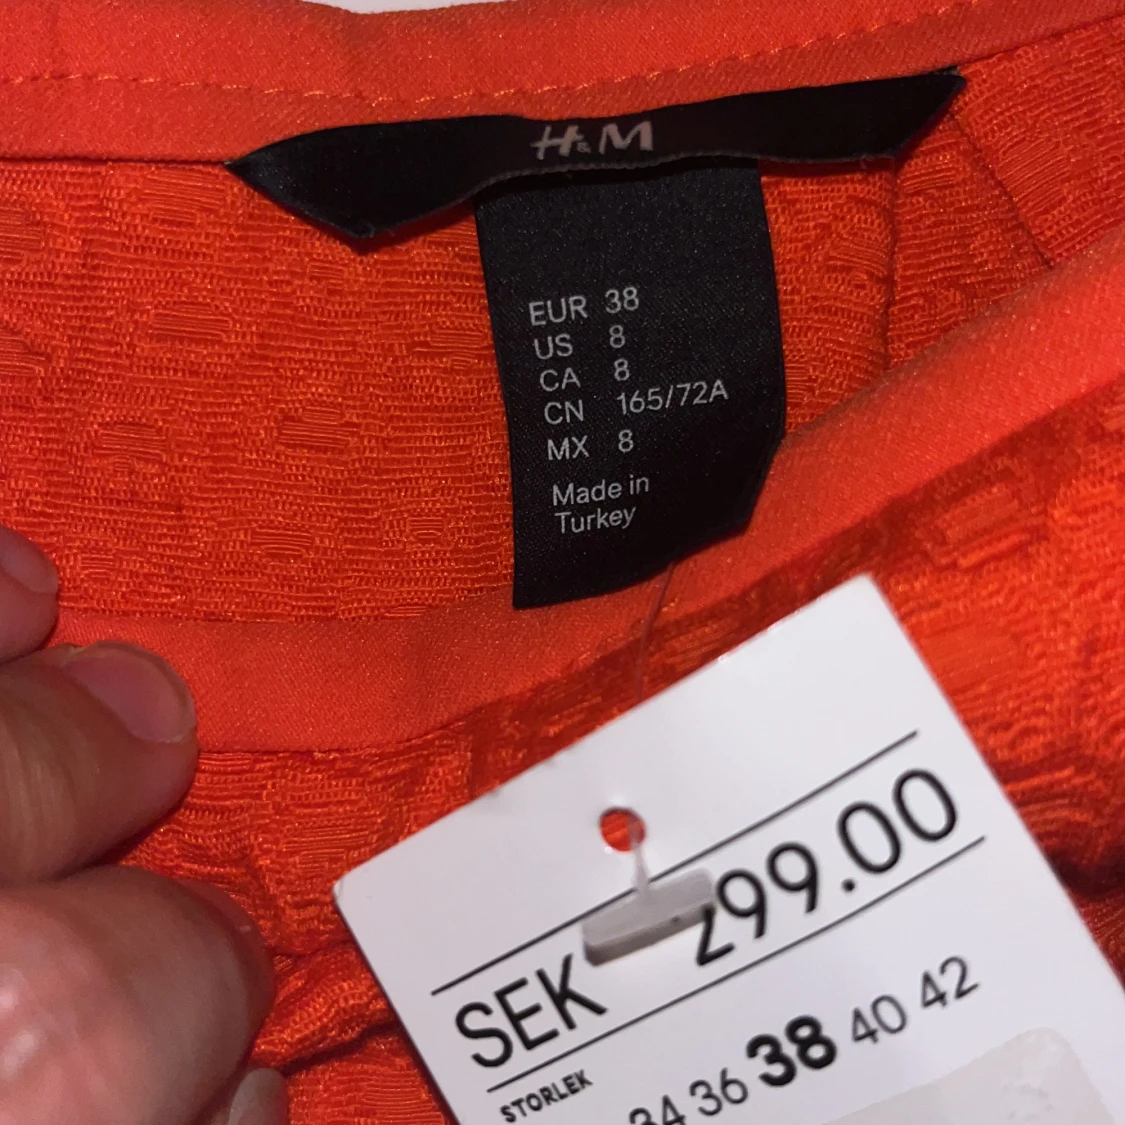 H&M
EUR 38
US 8
CA 8
CN 165/72A
MX 8
Made in
Turkey
SEK 299.00
STORLEK
34 36 38 40 42